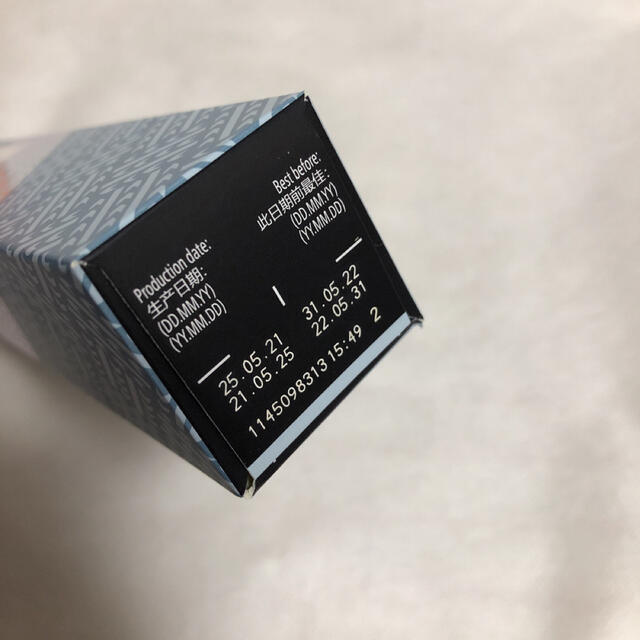 Production date:
生产日期:
(DD.MM.YY)
(YY.MM.DD)
Best before:
此日期前最佳:
(DD.MM.YY)
(YY.MM.DD)
25.05.21
21.05.25
31.05.22
22.05.31
1145098313 15:49 2